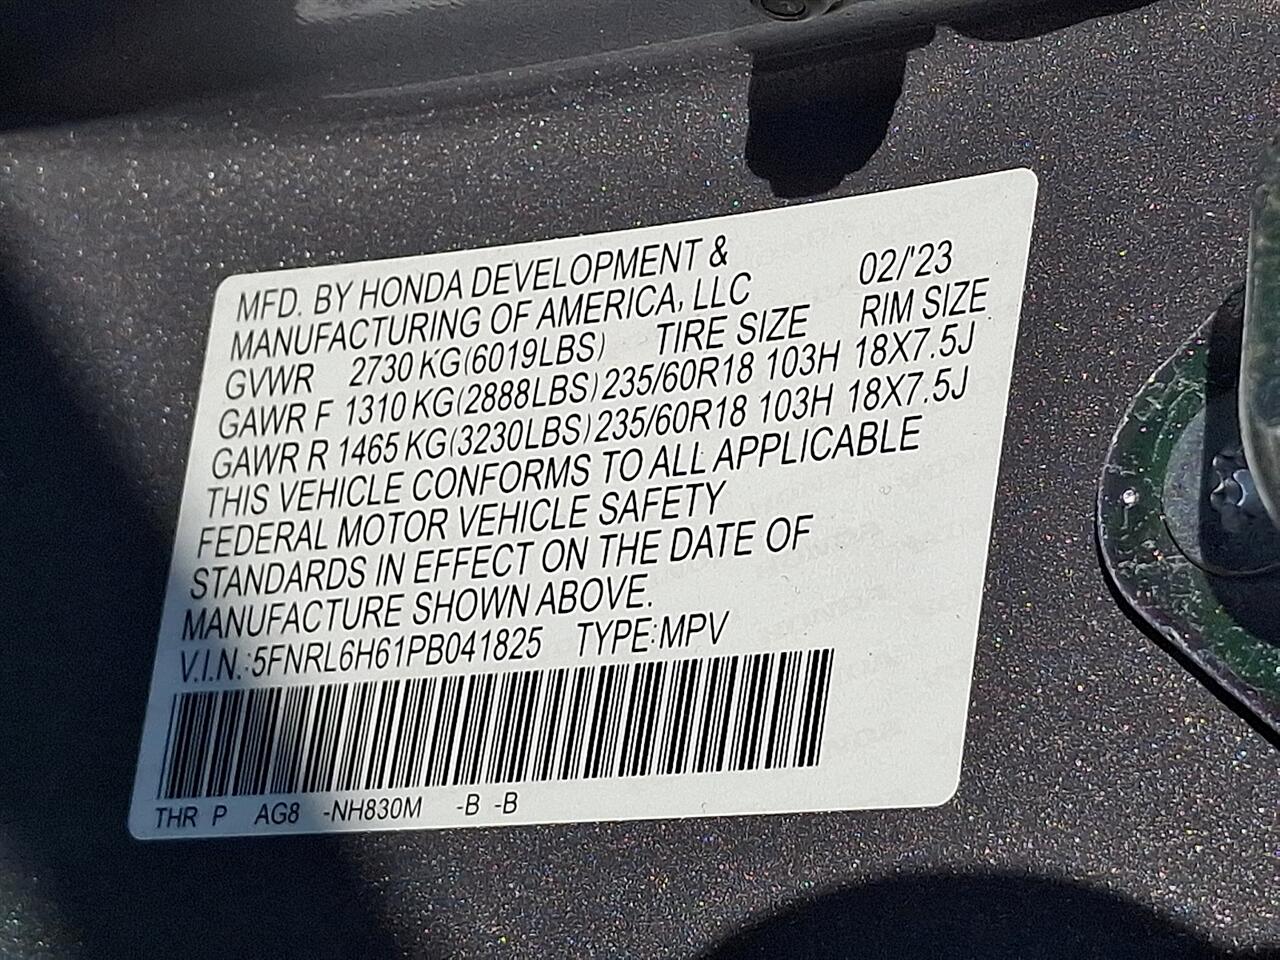 MFD. BY HONDA DEVELOPMENT &
MANUFACTURING OF AMERICA, LLC 02/'23
GVWR 2730 KG(6019LBS) TIRE SIZE RIM SIZE
GAWR F 1310 KG(2888LBS) 235/60R18 103H 18X7.5J
GAWR R 1465 KG(3230LBS) 235/60R18 103H 18X7.5J
THIS VEHICLE CONFORMS TO ALL APPLICABLE
FEDERAL MOTOR VEHICLE SAFETY
STANDARDS IN EFFECT ON THE DATE OF
MANUFACTURE SHOWN ABOVE.
V.I.N.:5FNRL6H61PB041825 TYPE:MPV
THR P AG8 -NH830M -B -B